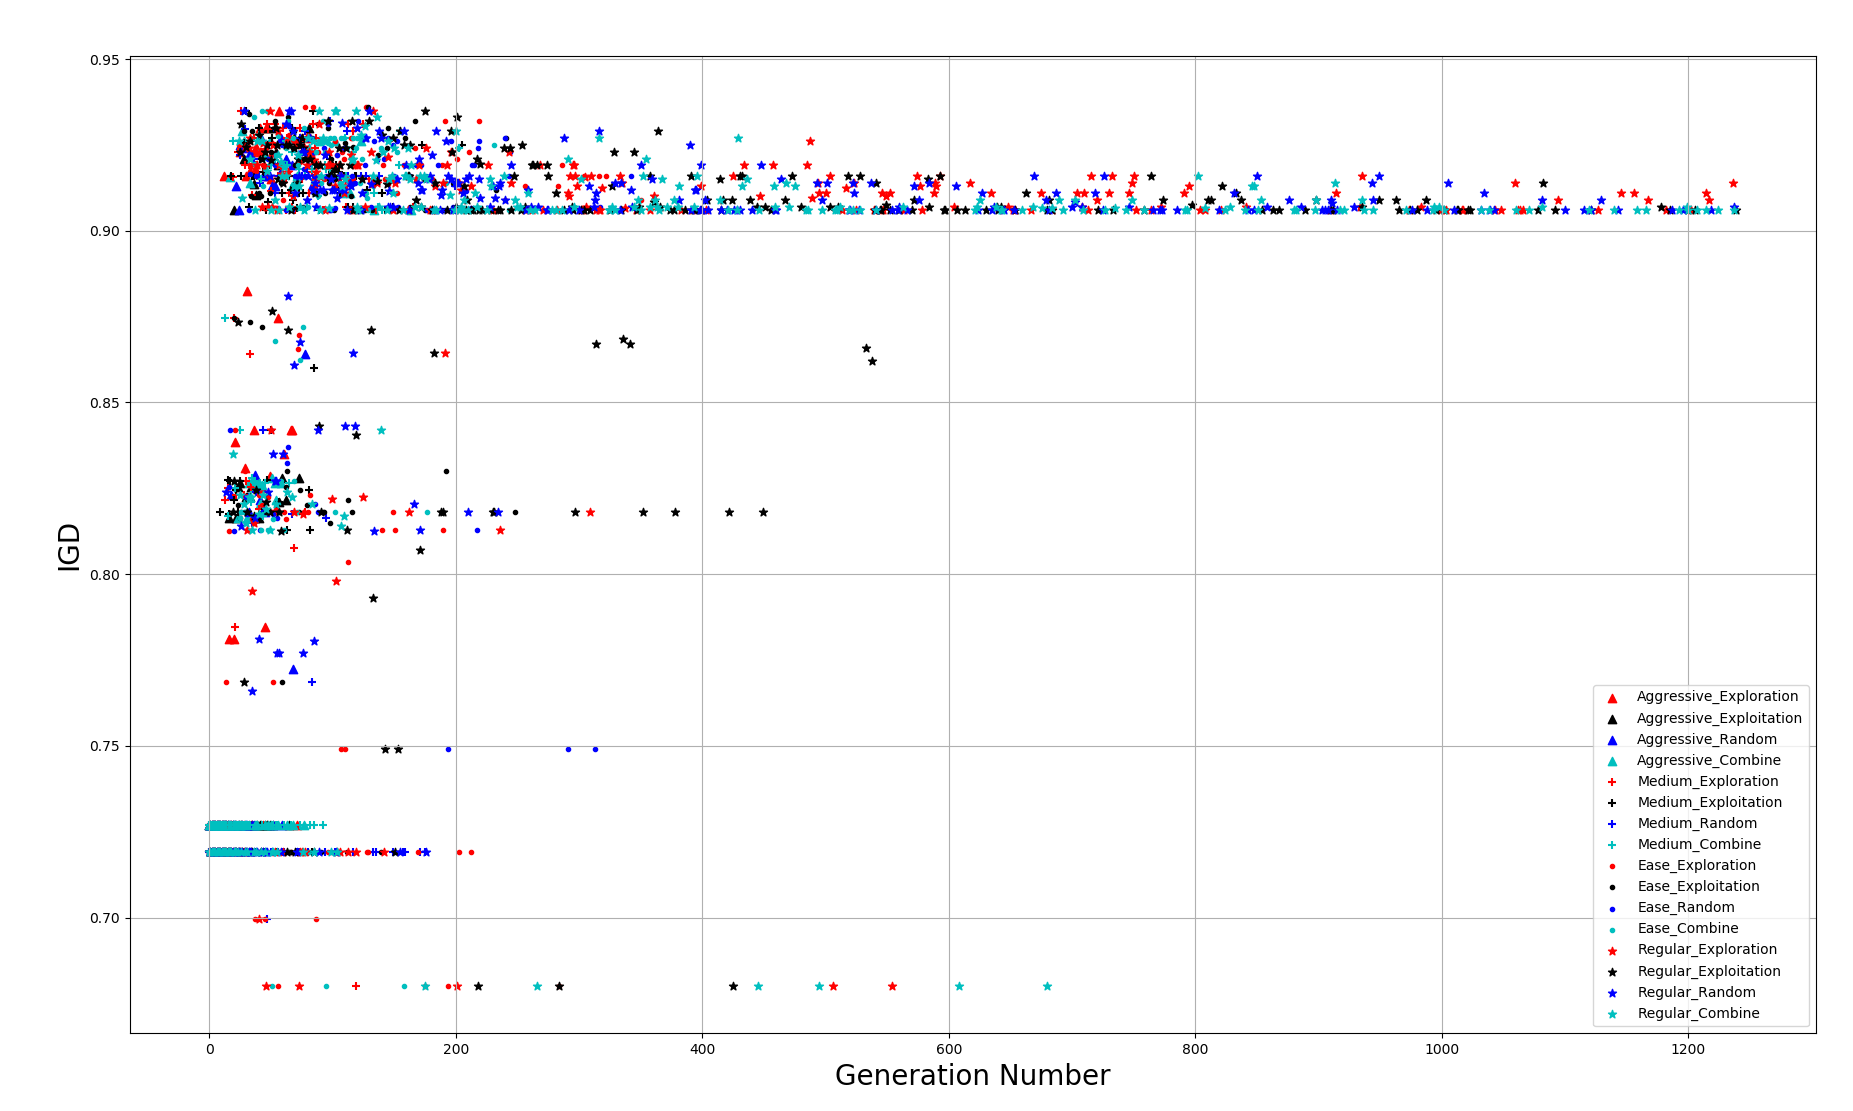 0.95
0.90
0.85
0.80
0.75
0.70
IGD
0
200
400
600
800
1000
1200
Generation Number
Aggressive_Exploration
Aggressive_Exploitation
Aggressive_Random
Aggressive_Combine
Medium_Exploration
Medium_Exploitation
Medium_Random
Medium_Combine
Ease_Exploration
Ease_Exploitation
Ease_Random
Ease_Combine
Regular_Exploration
Regular_Exploitation
Regular_Random
Regular_Combine